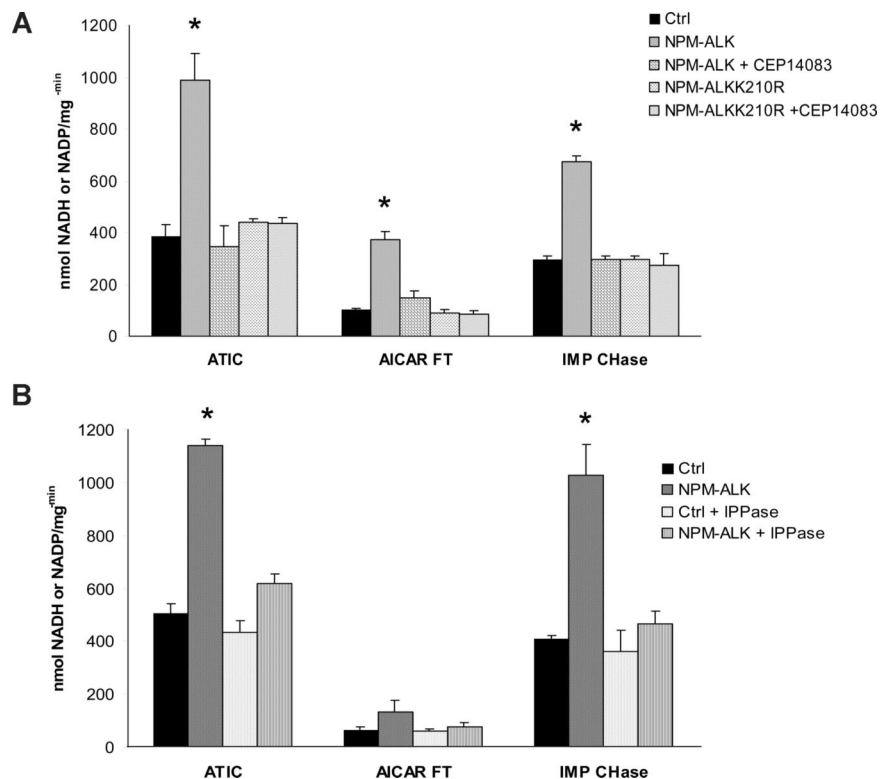 A
*
*
*
1200
1000
800
600
400
200
0
nmol NADH or NADP/mg -min
ATIC
AICAR FT
IMP CHase
Ctrl
NPM-ALK
NPM-ALK + CEP14083
NPM-ALKK210R
NPM-ALKK210R +CEP14083
B
*
*
1200
1000
800
600
400
200
0
nmol NADH or NADP/mg-min
ATIC
AICAR FT
IMP CHase
Ctrl
NPM-ALK
Ctrl + IPPase
NPM-ALK + IPPase